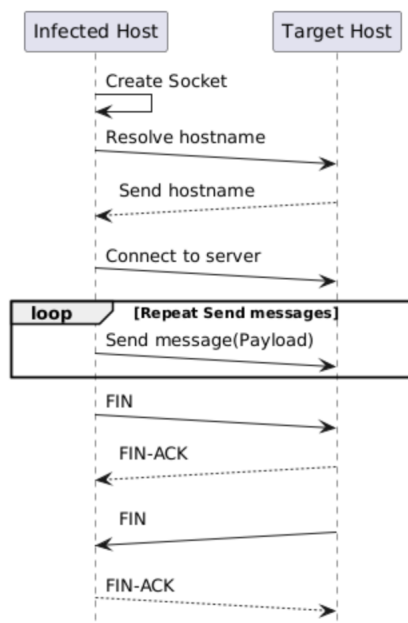 Infected Host
Target Host
Create Socket
Resolve hostname
Send hostname
Connect to server
loop [Repeat Send messages]
Send message(Payload)
FIN
FIN-ACK
FIN
FIN-ACK